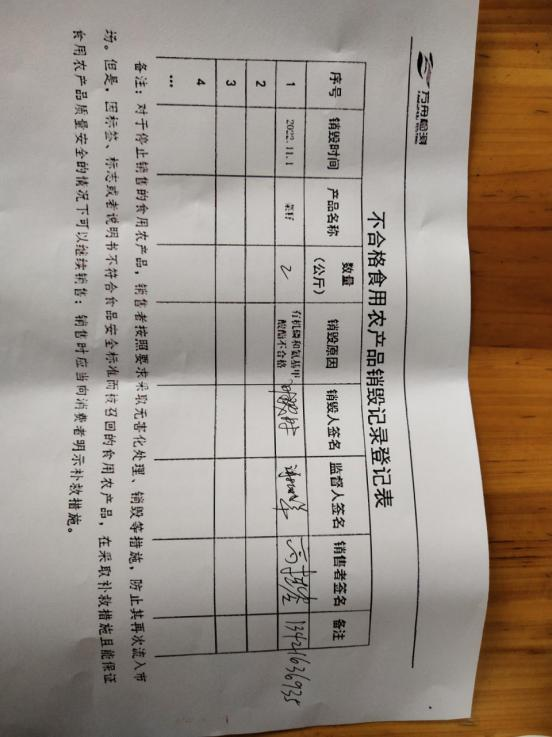 方舟检测
不合格食用农产品销毁记录登记表
序号 销毁时间 产品名称 数量（公斤） 销毁原因 销毁人签名 监督人签名 销售者签名 备注
1 2022.11.1 菜籽 2 有机磷和氨基甲酸酯不合格 13421636935
2
3
4
...
备注：对于停止销售的食用农产品，销售者按照要求采取无害化处理、销毁等措施，防止其再次流入市
场。但是，因标签、标志或者说明书不符合食品安全标准而被召回的食用农产品，在采取补救措施且能保证
食用农产品质量安全的情况下可以继续销售；销售时应当向消费者明示补救措施。